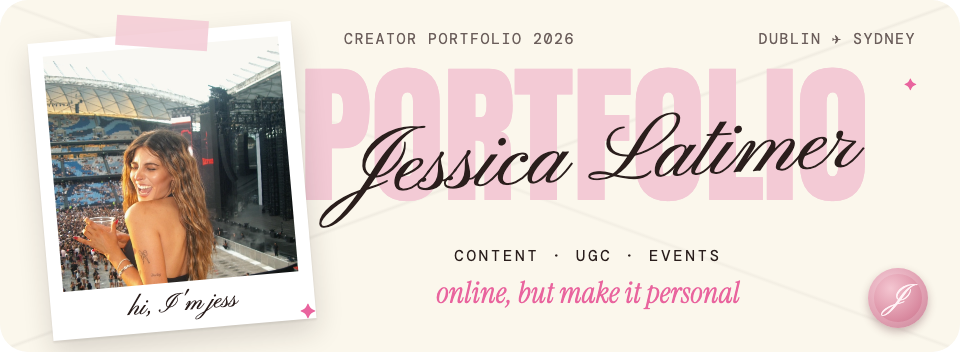 CREATOR PORTFOLIO 2026
DUBLIN ✈ SYDNEY
PORTFOLIO
Jessica Latimer
CONTENT · UGC · EVENTS
online, but make it personal
hi, I'm jess
J